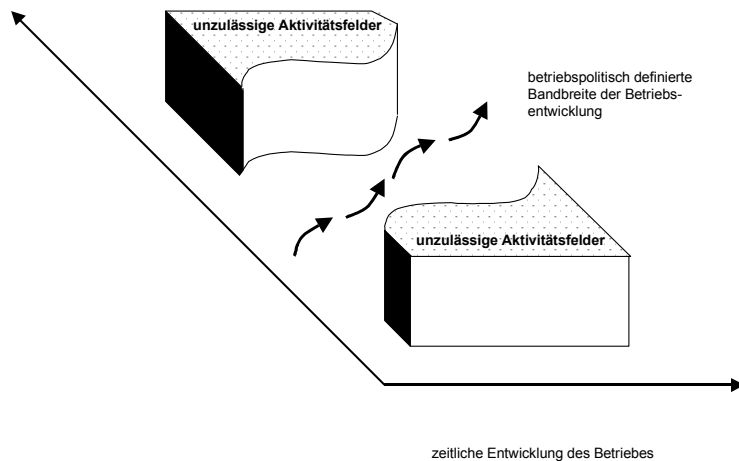 unzulässige Aktivitätsfelder
betriebspolitisch definierte
Bandbreite der Betriebs-
entwicklung
unzulässige Aktivitätsfelder
zeitliche Entwicklung des Betriebes